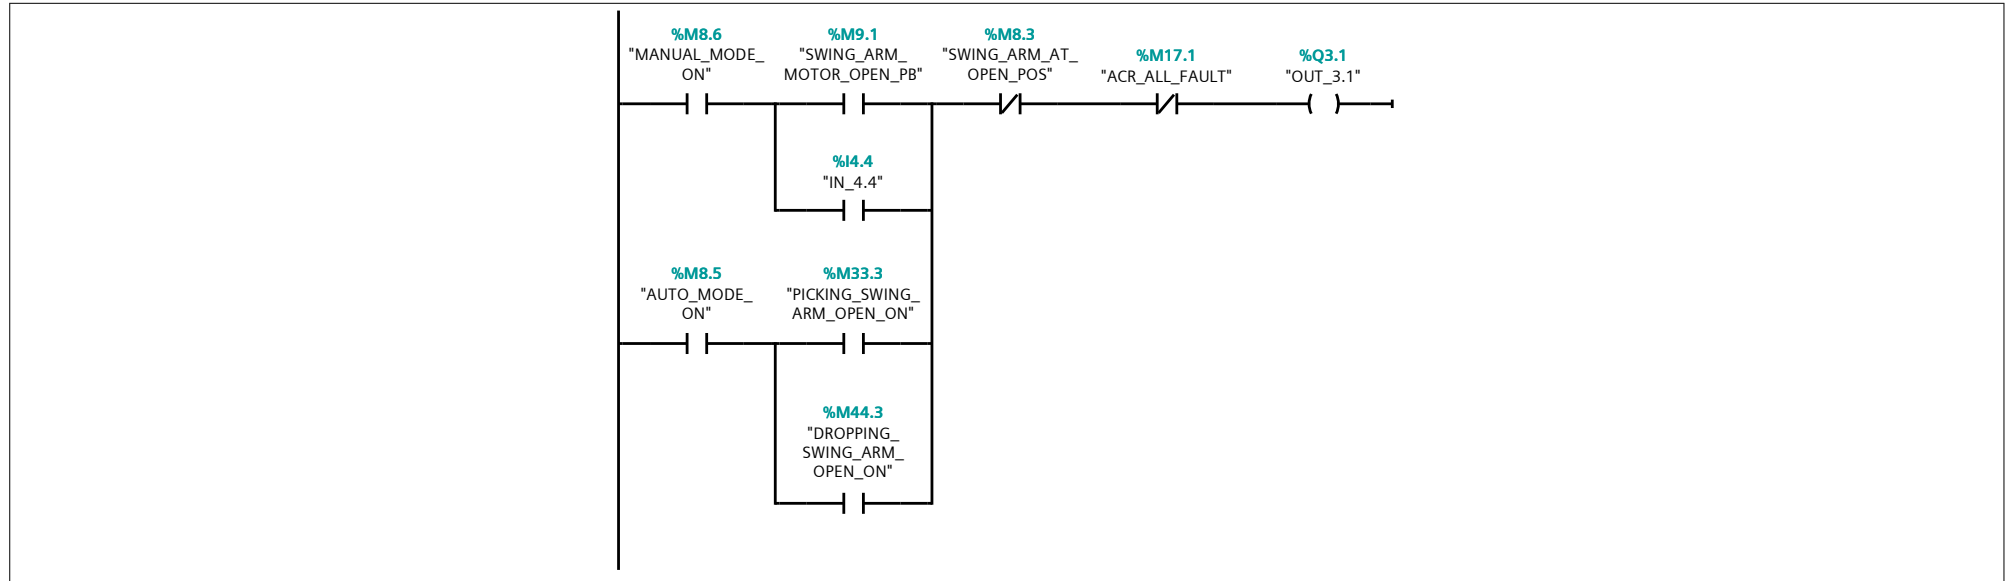 %M8.6
"MANUAL_MODE_
ON"
%M9.1
"SWING_ARM_
MOTOR_OPEN_PB"
%M8.3
"SWING_ARM_AT_
OPEN_POS"
%M17.1
"ACR_ALL_FAULT"
%Q3.1
"OUT_3.1"
%I4.4
"IN_4.4"
%M8.5
"AUTO_MODE_
ON"
%M33.3
"PICKING_SWING_
ARM_OPEN_ON"
%M44.3
"DROPPING_
SWING_ARM_
OPEN_ON"